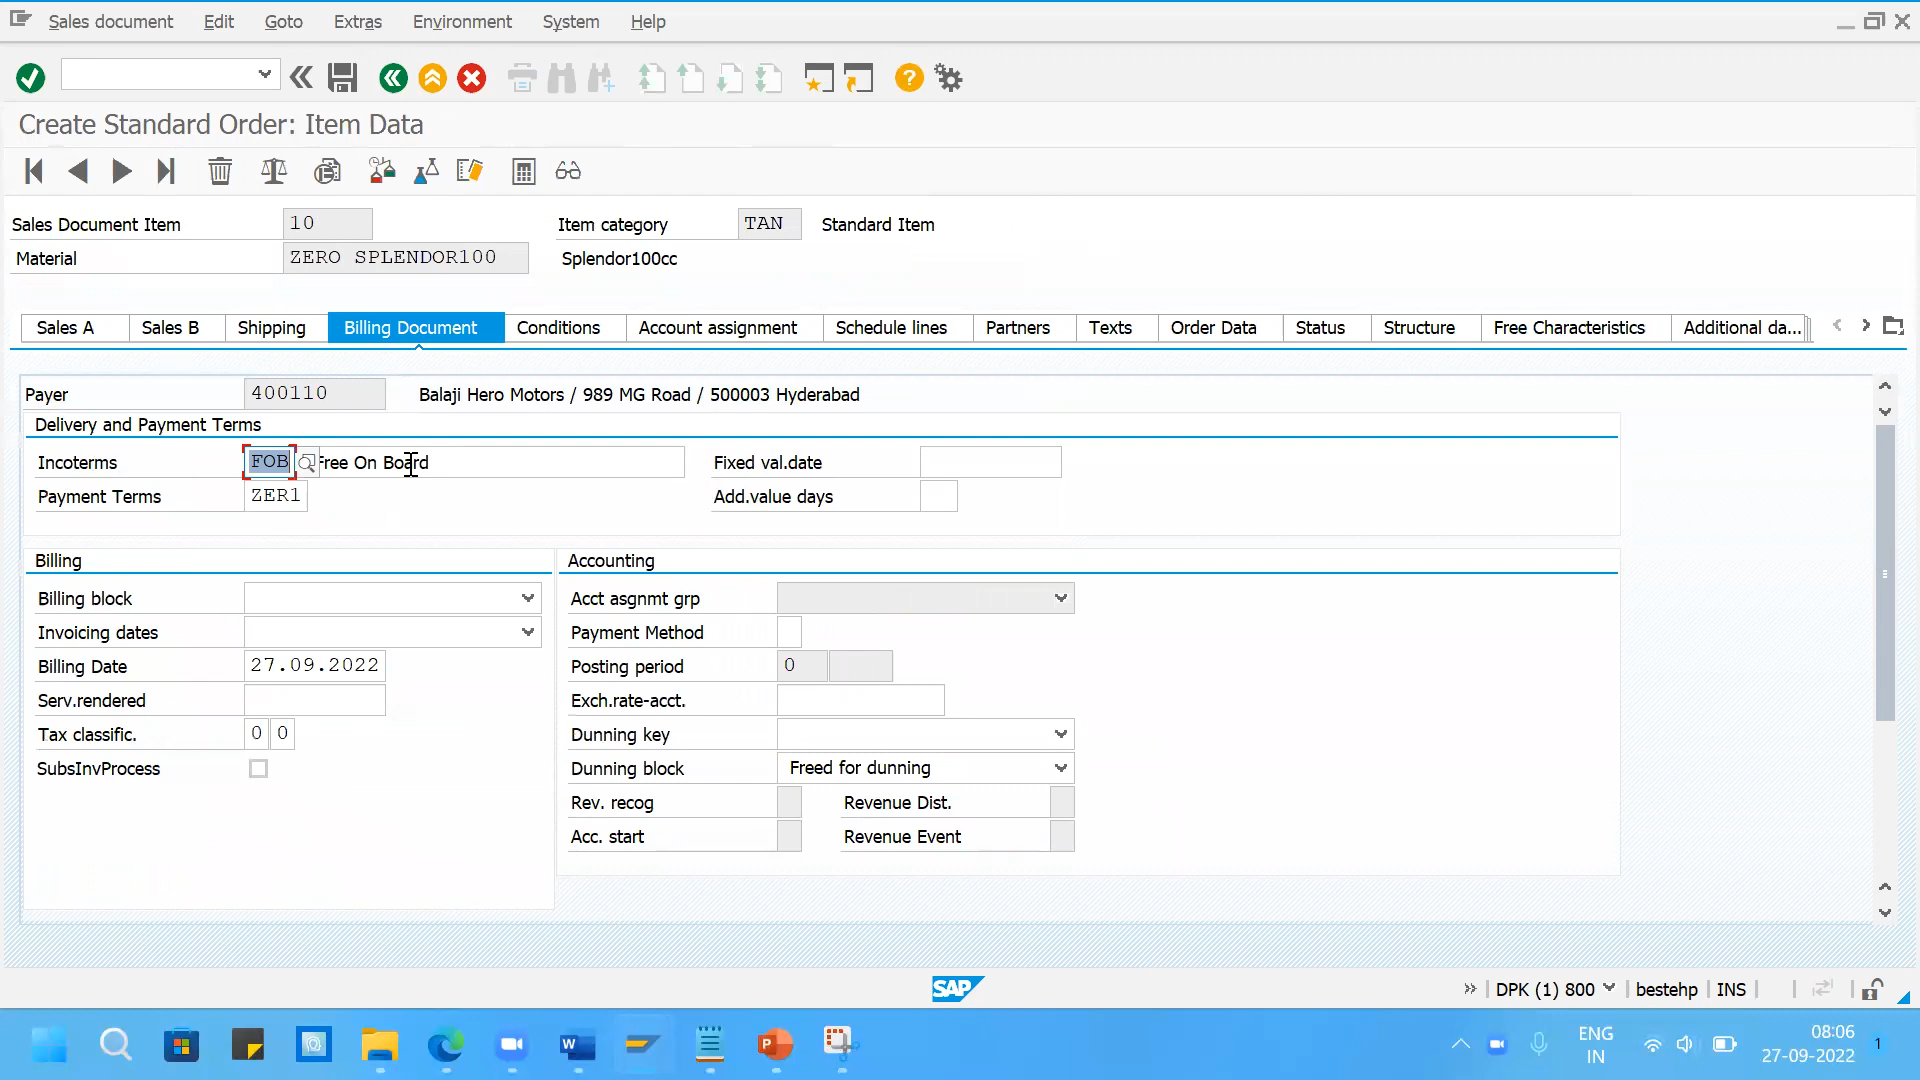 Sales document Edit Goto Extras Environment System Help
Create Standard Order: Item Data
Sales Document Item 10 Item category TAN Standard Item
Material ZERO SPLENDOR100 Splendor100cc
Sales A Sales B Shipping Billing Document Conditions Account assignment Schedule lines Partners Texts Order Data Status Structure Free Characteristics Additional da...
Payer 400110 Balaji Hero Motors / 989 MG Road / 500003 Hyderabad
Delivery and Payment Terms
Incoterms FOB Free On Board Fixed val.date
Payment Terms ZER1 Add.value days
Billing Accounting
Billing block Acct asgnmt grp
Invoicing dates Payment Method
Billing Date 27.09.2022 Posting period 0
Serv.rendered Exch.rate-acct.
Tax classific. 0 0 Dunning key
SubsInvProcess Dunning block Freed for dunning
Rev. recog Revenue Dist.
Acc. start Revenue Event
SAP DPK (1) 800 bestehp INS
ENG 08:06
IN 27-09-2022 1